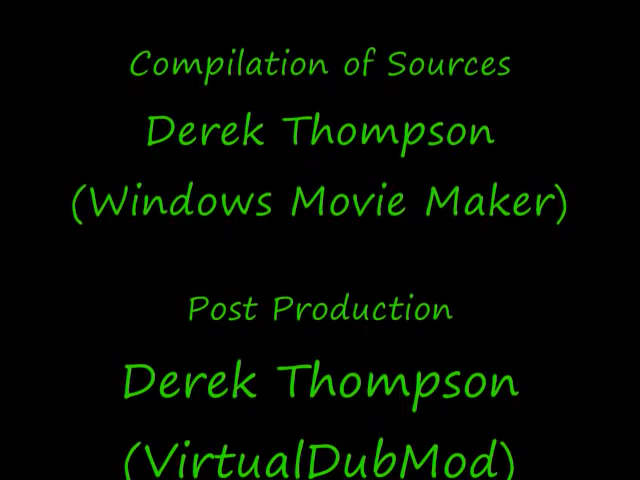 Compilation of Sources
Derek Thompson
(Windows Movie Maker)
Post Production
Derek Thompson
(VirtualDubMod)